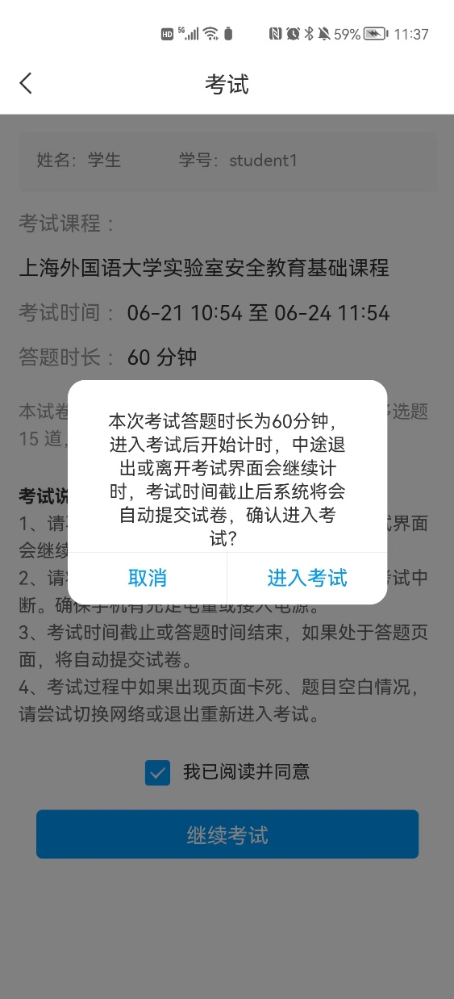 HD 5G 59% 11:37
考试
姓名：学生 学号：student1
考试课程：
上海外国语大学实验室安全教育基础课程
考试时间：06-21 10:54 至 06-24 11:54
答题时长：60 分钟
本试卷
选题
15 道,
本次考试答题时长为60分钟，
进入考试后开始计时，中途退
出或离开考试界面会继续计
时，考试时间截止后系统将会
自动提交试卷，确认进入考
试？
取消 进入考试
考试说
1、请
试界面
会继续
2、请
考试中
断。确保手机有充足电量或接入电源。
3、考试时间截止或答题时间结束，如果处于答题页
面，将自动提交试卷。
4、考试过程中如果出现页面卡死、题目空白情况，
请尝试切换网络或退出重新进入考试。
我已阅读并同意
继续考试